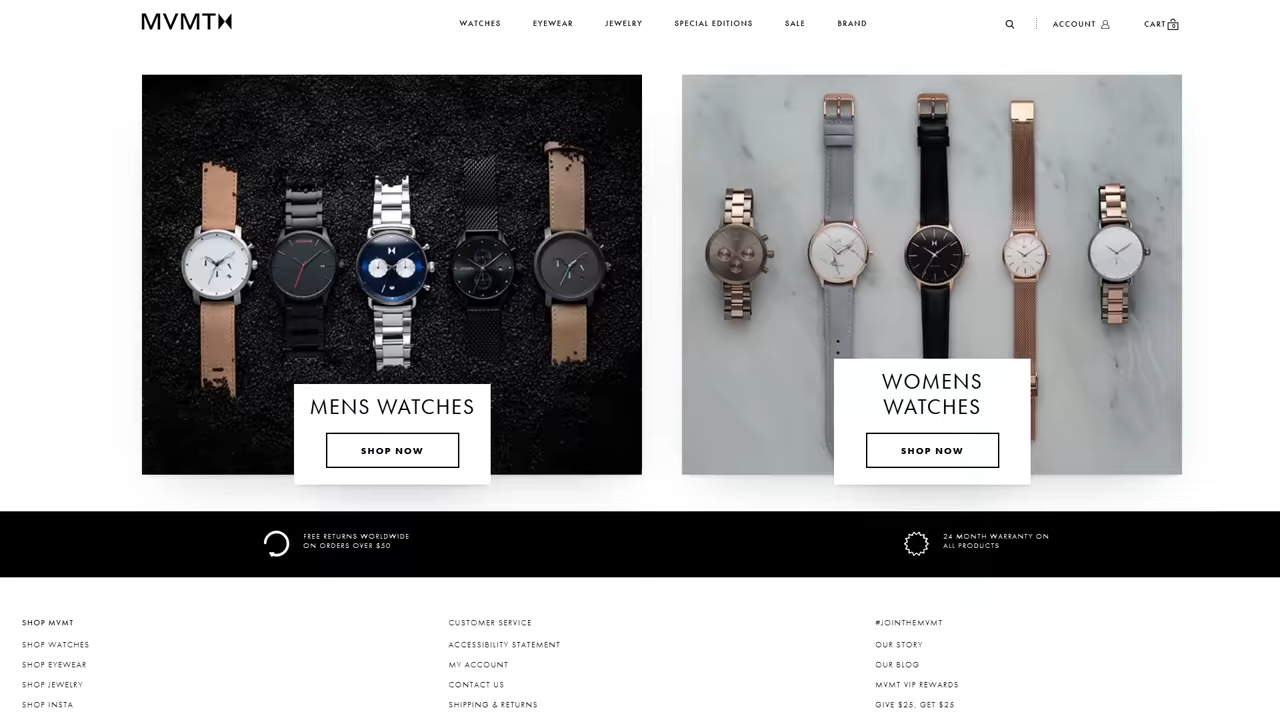 MVMT
WATCHES
EYEWEAR
JEWELRY
SPECIAL EDITIONS
SALE
BRAND
ACCOUNT
CART
0
MENS WATCHES
SHOP NOW
WOMENS
WATCHES
SHOP NOW
FREE RETURNS WORLDWIDE
ON ORDERS OVER $50
24 MONTH WARRANTY ON
ALL PRODUCTS
SHOP MVMT
SHOP WATCHES
SHOP EYEWEAR
SHOP JEWELRY
SHOP INSTA
CUSTOMER SERVICE
ACCESSIBILITY STATEMENT
MY ACCOUNT
CONTACT US
SHIPPING & RETURNS
#JOINTHEMVMT
OUR STORY
OUR BLOG
MVMT VIP REWARDS
GIVE $25, GET $25